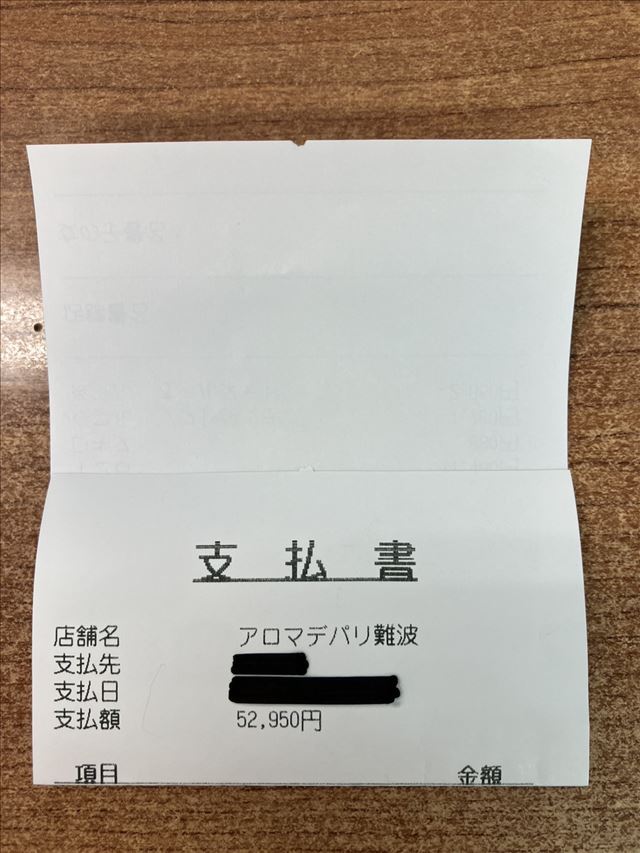 支 払 書
店舗名 アロマデパリ難波
支払先
支払日
支払額 52,950円
項目 金額